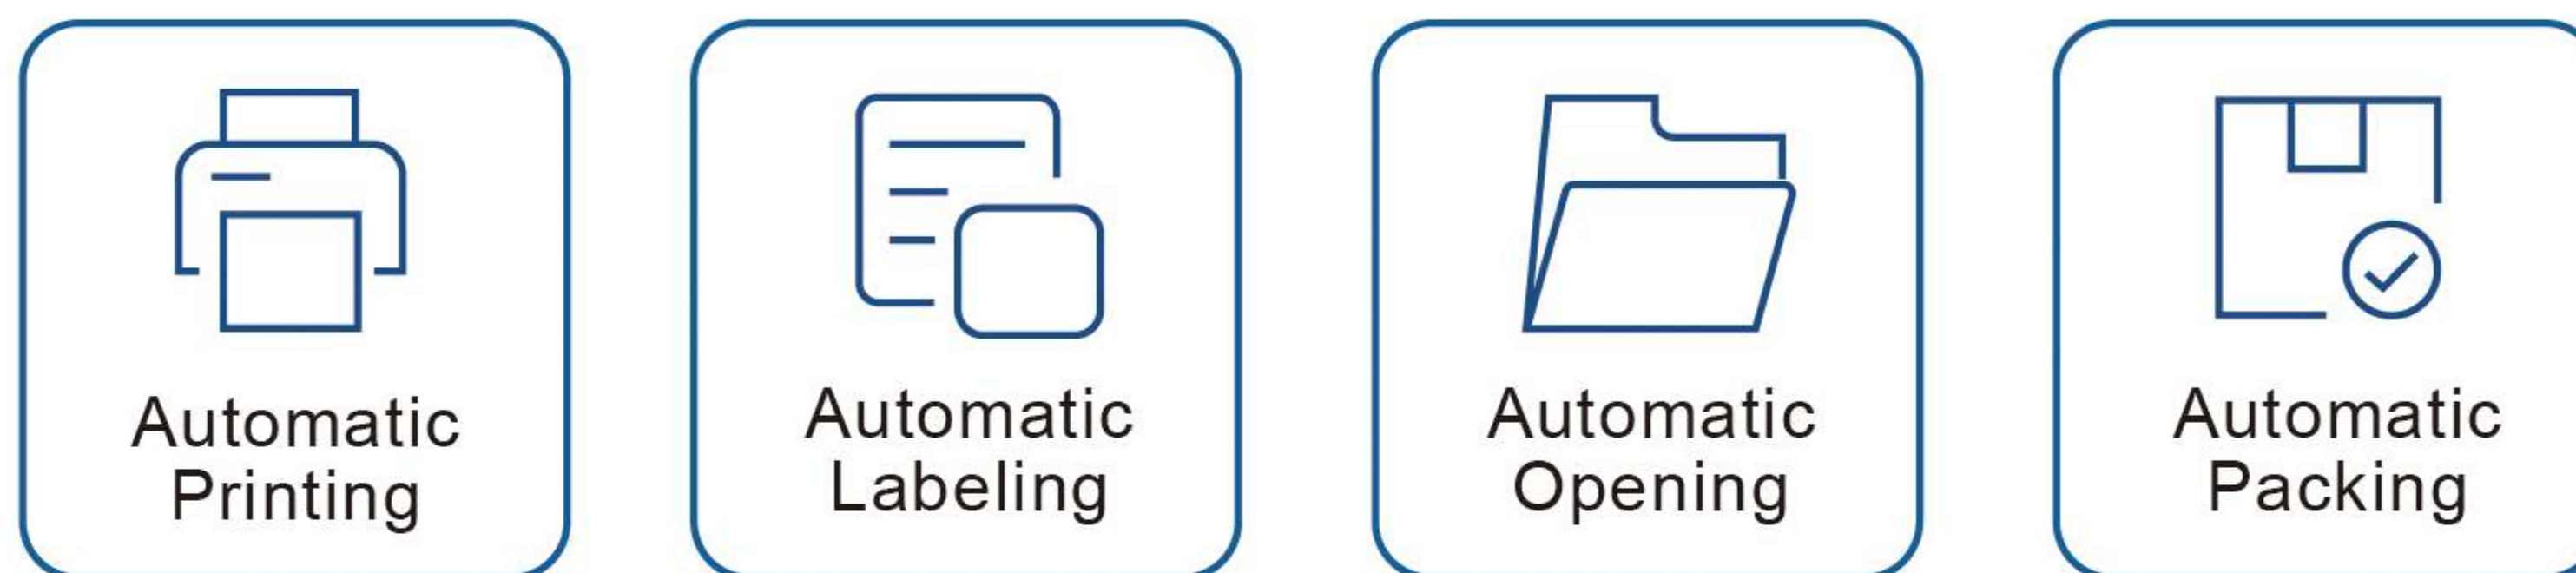 Automatic
Printing
Automatic
Labeling
Automatic
Opening
Automatic
Packing